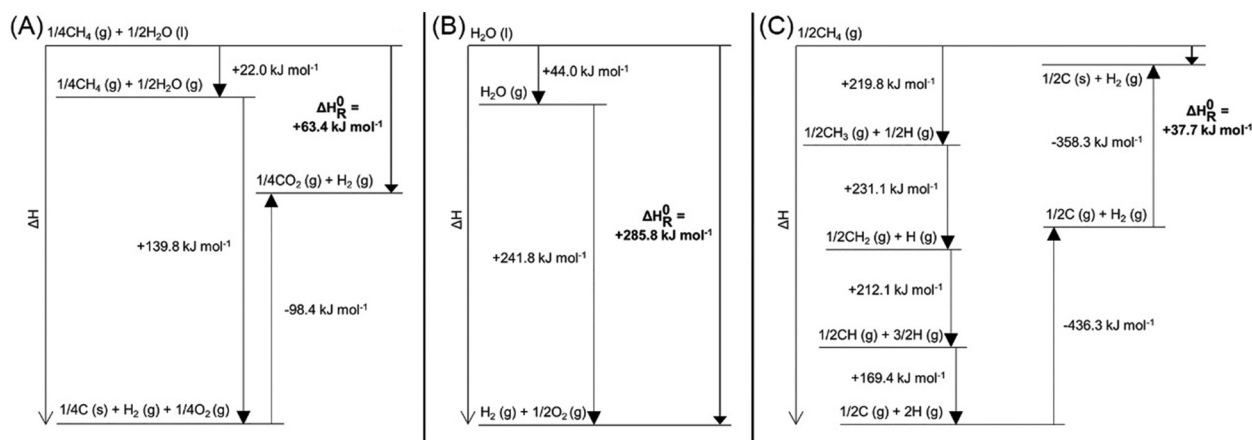 (A)
1/4CH₄ (g) + 1/2H₂O (l)
+22.0 kJ mol⁻¹
1/4CH₄ (g) + 1/2H₂O (g)
ΔH⁰R =
+63.4 kJ mol⁻¹
1/4CO₂ (g) + H₂ (g)
ΔH
+139.8 kJ mol⁻¹
-98.4 kJ mol⁻¹
1/4C (s) + H₂ (g) + 1/4O₂ (g)
(B)
H₂O (l)
+44.0 kJ mol⁻¹
H₂O (g)
ΔH
ΔH⁰R =
+285.8 kJ mol⁻¹
+241.8 kJ mol⁻¹
H₂ (g) + 1/2O₂ (g)
(C)
1/2CH₄ (g)
+219.8 kJ mol⁻¹
1/2CH₃ (g) + 1/2H (g)
+231.1 kJ mol⁻¹
ΔH
1/2CH₂ (g) + H (g)
+212.1 kJ mol⁻¹
1/2CH (g) + 3/2H (g)
+169.4 kJ mol⁻¹
1/2C (g) + 2H (g)
1/2C (s) + H₂ (g)
ΔH⁰R =
+37.7 kJ mol⁻¹
-358.3 kJ mol⁻¹
1/2C (g) + H₂ (g)
-436.3 kJ mol⁻¹